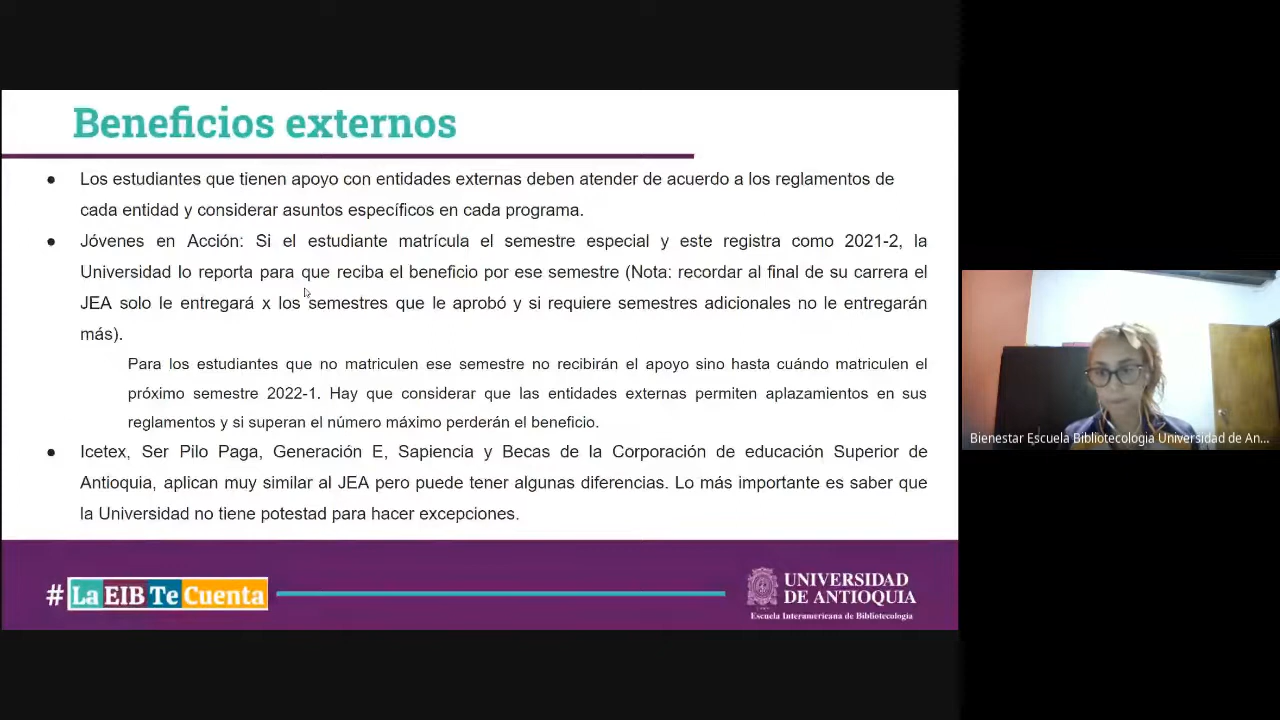 Beneficios externos
● Los estudiantes que tienen apoyo con entidades externas deben atender de acuerdo a los reglamentos de
cada entidad y considerar asuntos específicos en cada programa.
● Jóvenes en Acción: Si el estudiante matrícula el semestre especial y este registra como 2021-2, la
Universidad lo reporta para que reciba el beneficio por ese semestre (Nota: recordar al final de su carrera el
JEA solo le entregará x los semestres que le aprobó y si requiere semestres adicionales no le entregarán
más).
Para los estudiantes que no matriculen ese semestre no recibirán el apoyo sino hasta cuándo matriculen el
próximo semestre 2022-1. Hay que considerar que las entidades externas permiten aplazamientos en sus
reglamentos y si superan el número máximo perderán el beneficio.
● Icetex, Ser Pilo Paga, Generación E, Sapiencia y Becas de la Corporación de educación Superior de
Antioquia, aplican muy similar al JEA pero puede tener algunas diferencias. Lo más importante es saber que
la Universidad no tiene potestad para hacer excepciones.
#La EIB Te Cuenta
UNIVERSIDAD
DE ANTIOQUIA
Escuela Interamericana de Bibliotecología
Bienestar Escuela Bibliotecologia Universidad de An...